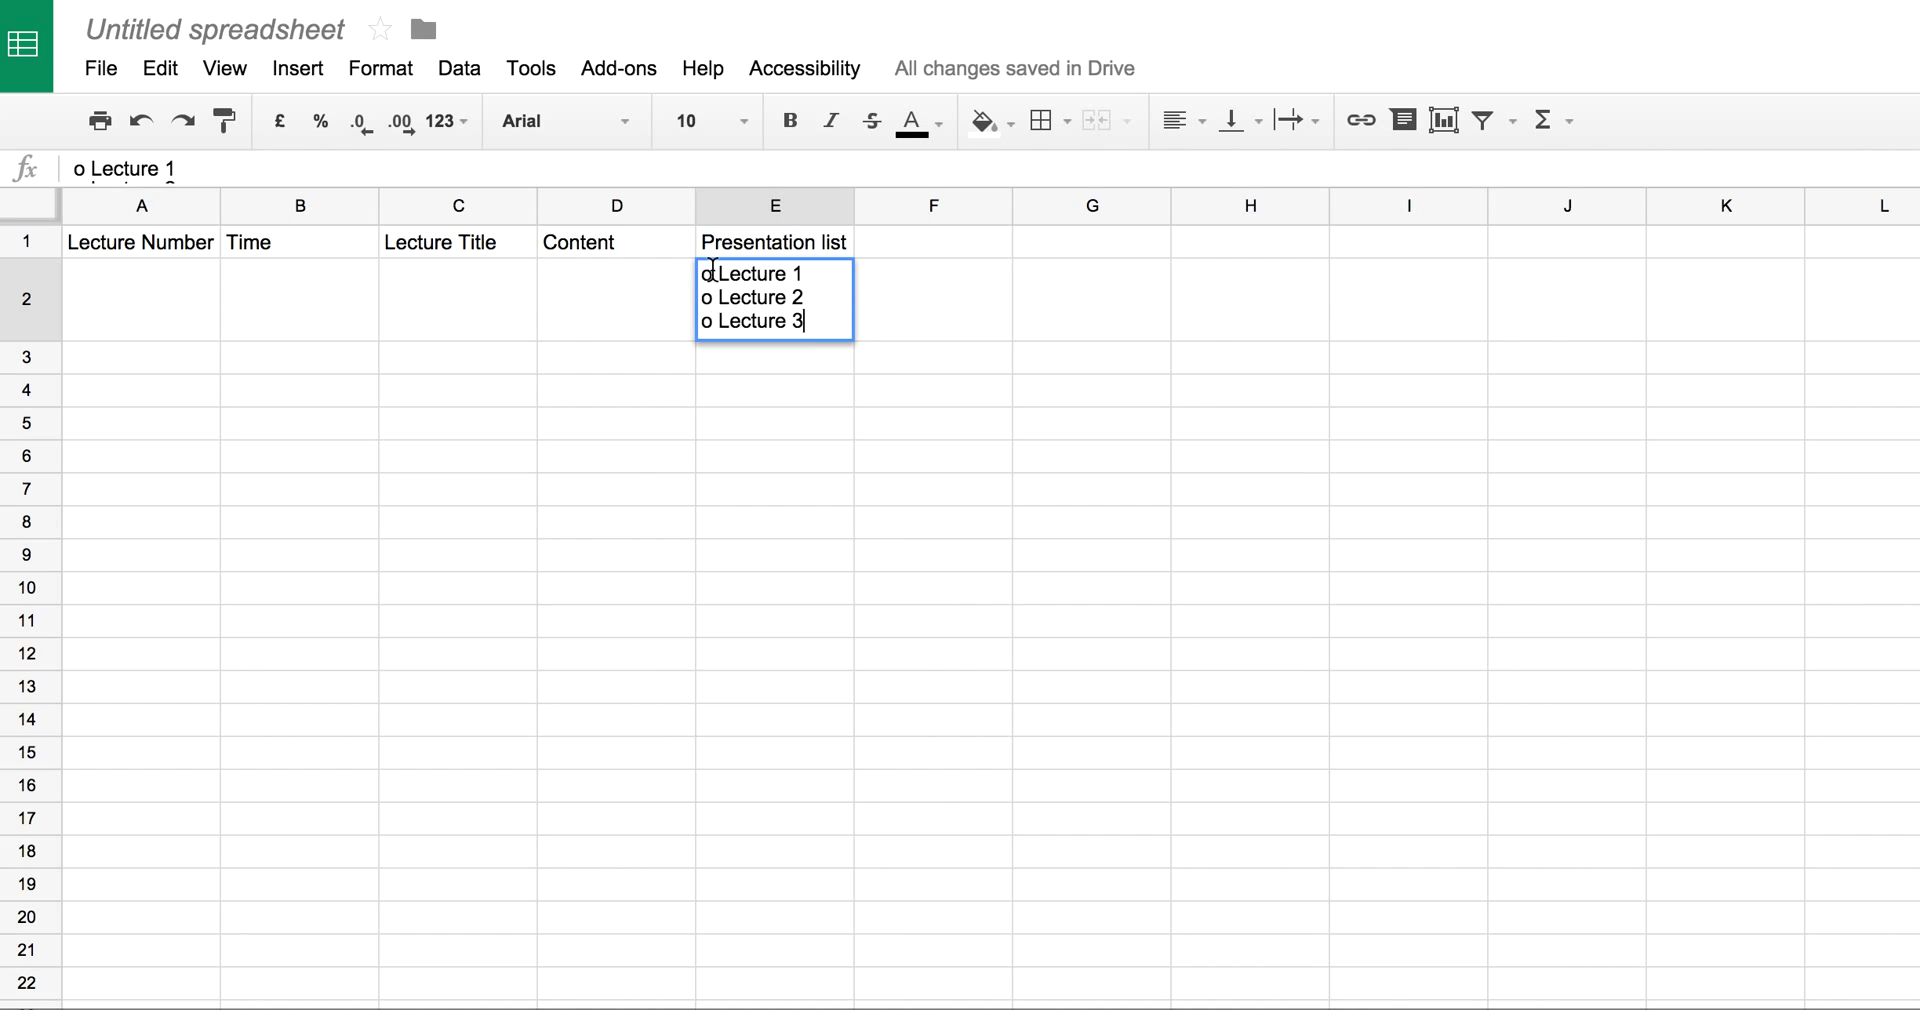 Untitled spreadsheet
File Edit View Insert Format Data Tools Add-ons Help Accessibility All changes saved in Drive
£ % .0 .00 123 Arial 10 B I S A Σ
fx o Lecture 1
A B C D E F G H I J K L
1 Lecture Number Time Lecture Title Content Presentation list
o Lecture 1
2 o Lecture 2
o Lecture 3
3
4
5
6
7
8
9
10
11
12
13
14
15
16
17
18
19
20
21
22